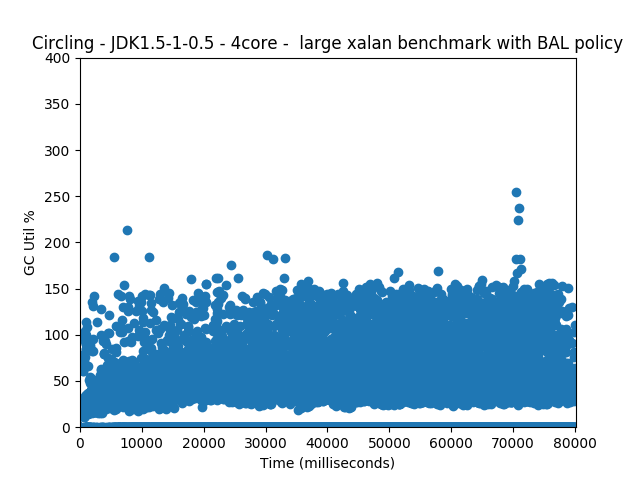 Circling - JDK1.5-1-0.5 - 4core -  large xalan benchmark with BAL policy
400
350
300
250
200
150
100
50
0
GC Util %
0 10000 20000 30000 40000 50000 60000 70000 80000
Time (milliseconds)